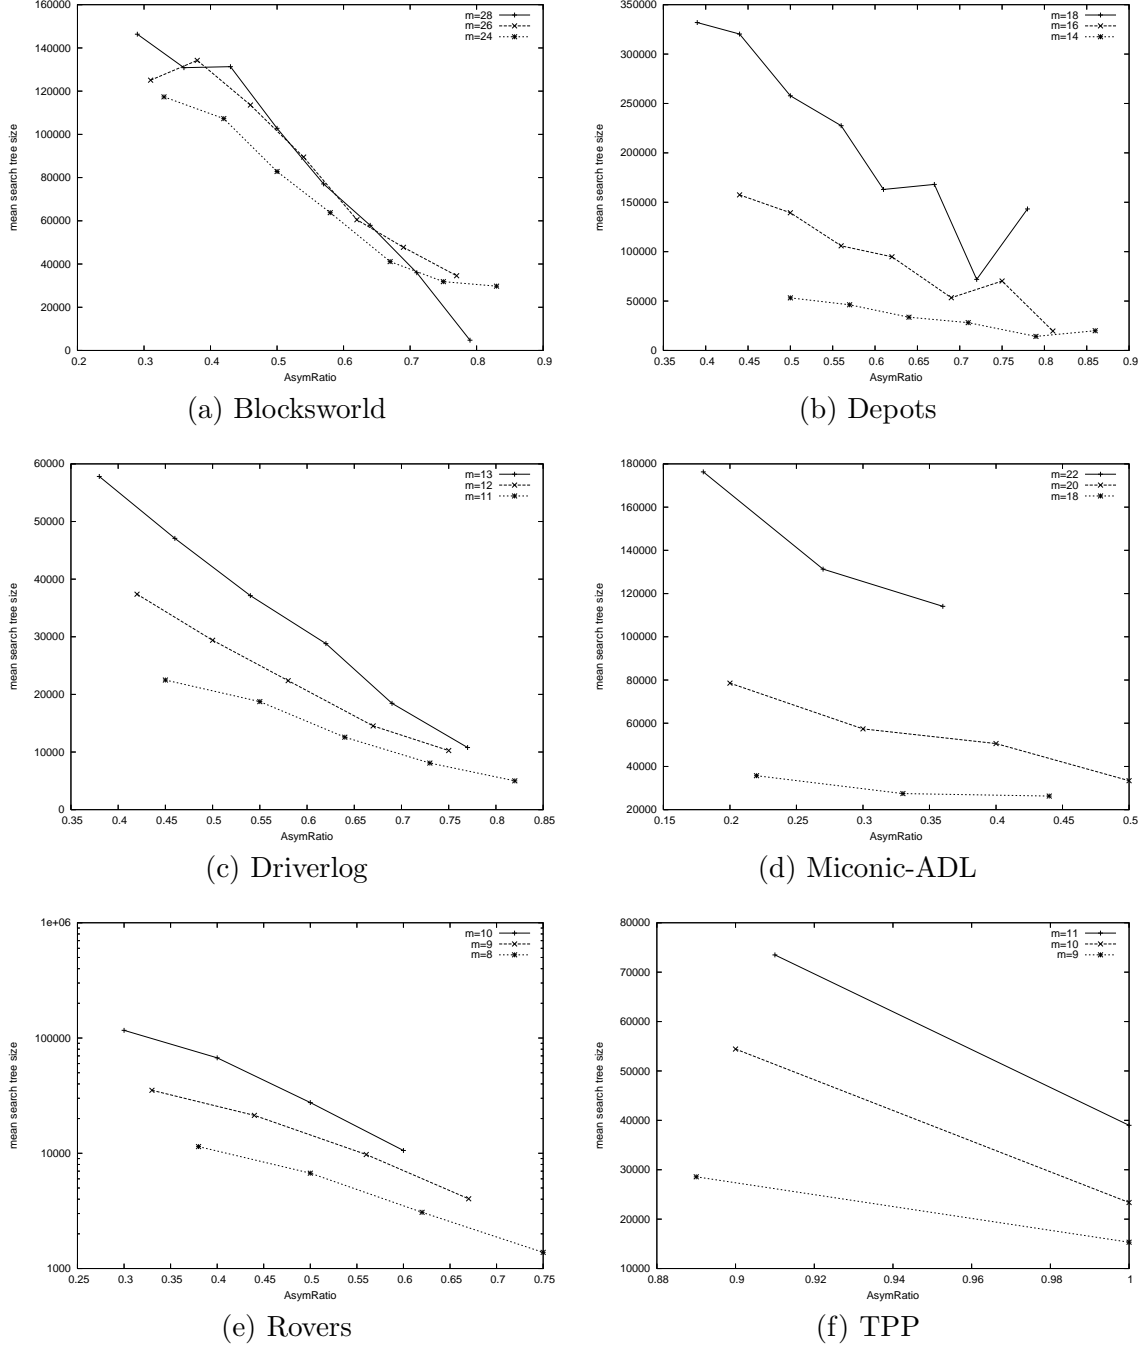 160000
140000
120000
100000
80000
60000
40000
20000
0
mean search tree size
m=28
m=26
m=24
0.2 0.3 0.4 0.5 0.6 0.7 0.8 0.9
AsymRatio
(a) Blocksworld
350000
300000
250000
200000
150000
100000
50000
0
mean search tree size
m=18
m=16
m=14
0.35 0.4 0.45 0.5 0.55 0.6 0.65 0.7 0.75 0.8 0.85 0.9
AsymRatio
(b) Depots
60000
50000
40000
30000
20000
10000
0
mean search tree size
m=13
m=12
m=11
0.35 0.4 0.45 0.5 0.55 0.6 0.65 0.7 0.75 0.8 0.85
AsymRatio
(c) Driverlog
180000
160000
140000
120000
100000
80000
60000
40000
20000
mean search tree size
m=22
m=20
m=18
0.15 0.2 0.25 0.3 0.35 0.4 0.45 0.5
AsymRatio
(d) Miconic-ADL
1e+06
100000
10000
1000
mean search tree size
m=10
m=9
m=8
0.25 0.3 0.35 0.4 0.45 0.5 0.55 0.6 0.65 0.7 0.75
AsymRatio
(e) Rovers
80000
70000
60000
50000
40000
30000
20000
10000
mean search tree size
m=11
m=10
m=9
0.88 0.9 0.92 0.94 0.96 0.98 1
AsymRatio
(f) TPP